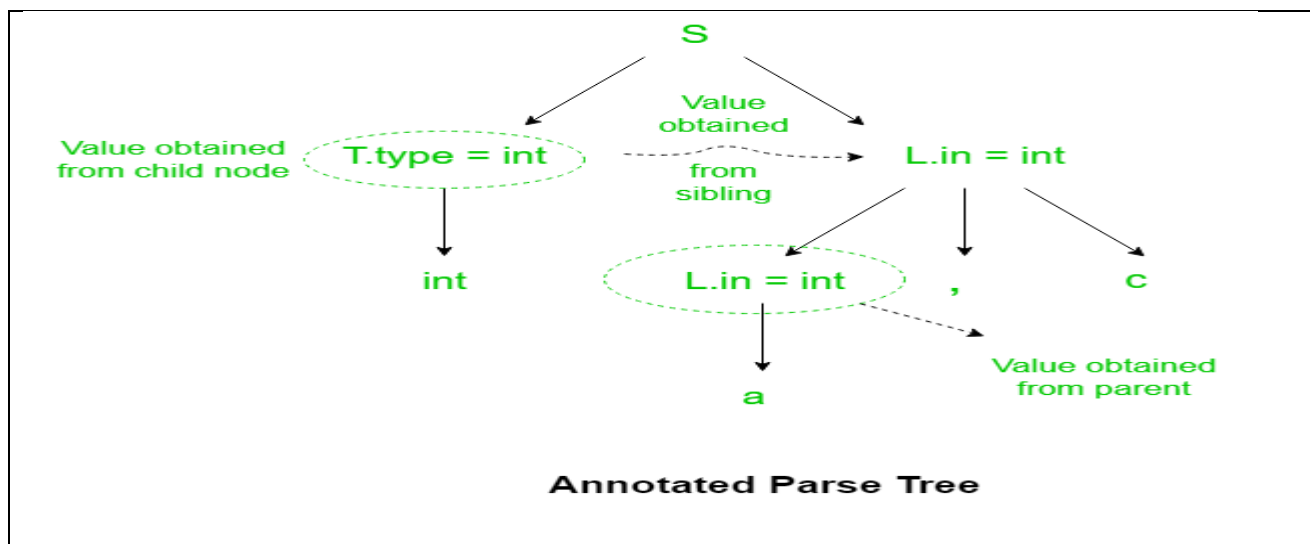 S
Value
obtained
from
sibling
Value obtained
from child node
T.type = int
L.in = int
int
L.in = int
,
c
Value obtained
from parent
a
Annotated Parse Tree